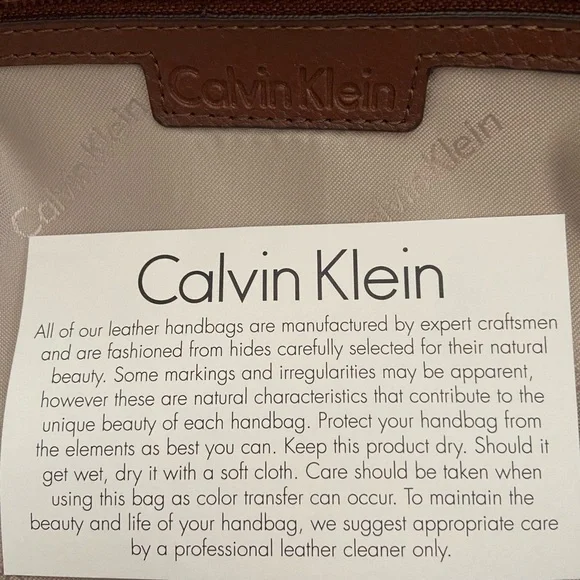 Calvin Klein
Calvin Klein
Calvin Klein
Calvin Klein
All of our leather handbags are manufactured by expert craftsmen
and are fashioned from hides carefully selected for their natural
beauty. Some markings and irregularities may be apparent,
however these are natural characteristics that contribute to the
unique beauty of each handbag. Protect your handbag from
the elements as best you can. Keep this product dry. Should it
get wet, dry it with a soft cloth. Care should be taken when
using this bag as color transfer can occur. To maintain the
beauty and life of your handbag, we suggest appropriate care
by a professional leather cleaner only.